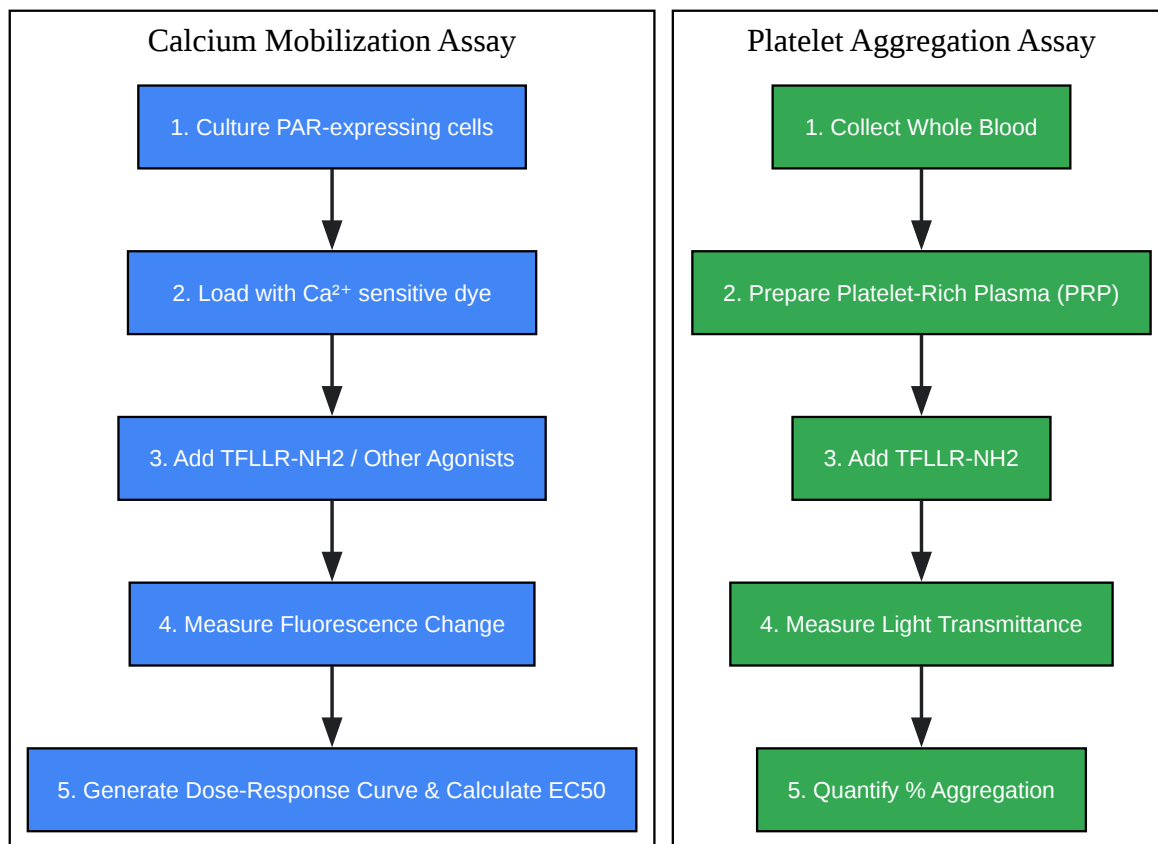 Calcium Mobilization Assay
1. Culture PAR-expressing cells
2. Load with Ca²⁺ sensitive dye
3. Add TFLLR-NH2 / Other Agonists
4. Measure Fluorescence Change
5. Generate Dose-Response Curve & Calculate EC50
Platelet Aggregation Assay
1. Collect Whole Blood
2. Prepare Platelet-Rich Plasma (PRP)
3. Add TFLLR-NH2
4. Measure Light Transmittance
5. Quantify % Aggregation